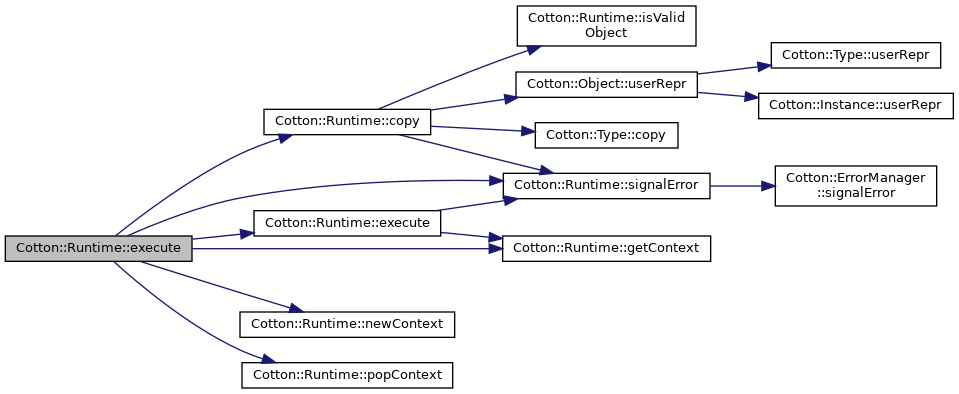 Cotton::Runtime::isValid
Object
Cotton::Type::userRepr
Cotton::Object::userRepr
Cotton::Instance::userRepr
Cotton::Runtime::copy
Cotton::Type::copy
Cotton::Runtime::signalError
Cotton::ErrorManager
::signalError
Cotton::Runtime::execute
Cotton::Runtime::execute
Cotton::Runtime::getContext
Cotton::Runtime::newContext
Cotton::Runtime::popContext